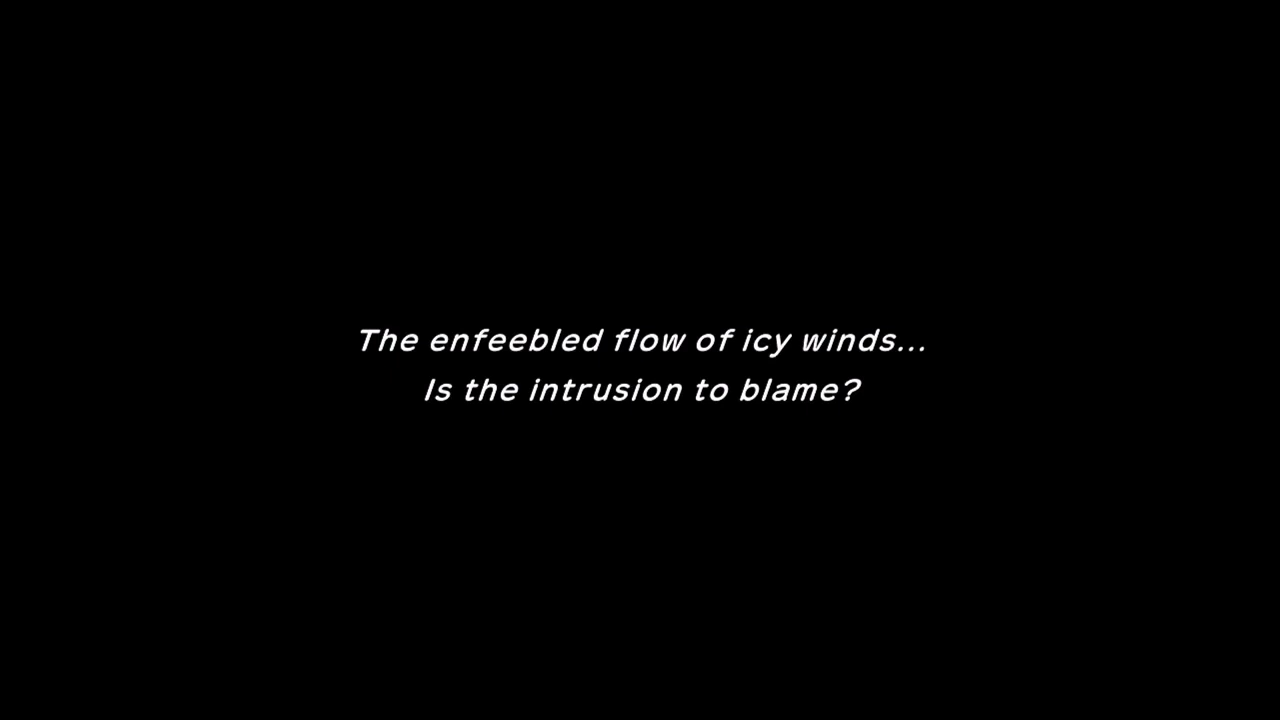 The enfeebled flow of icy winds...
Is the intrusion to blame?